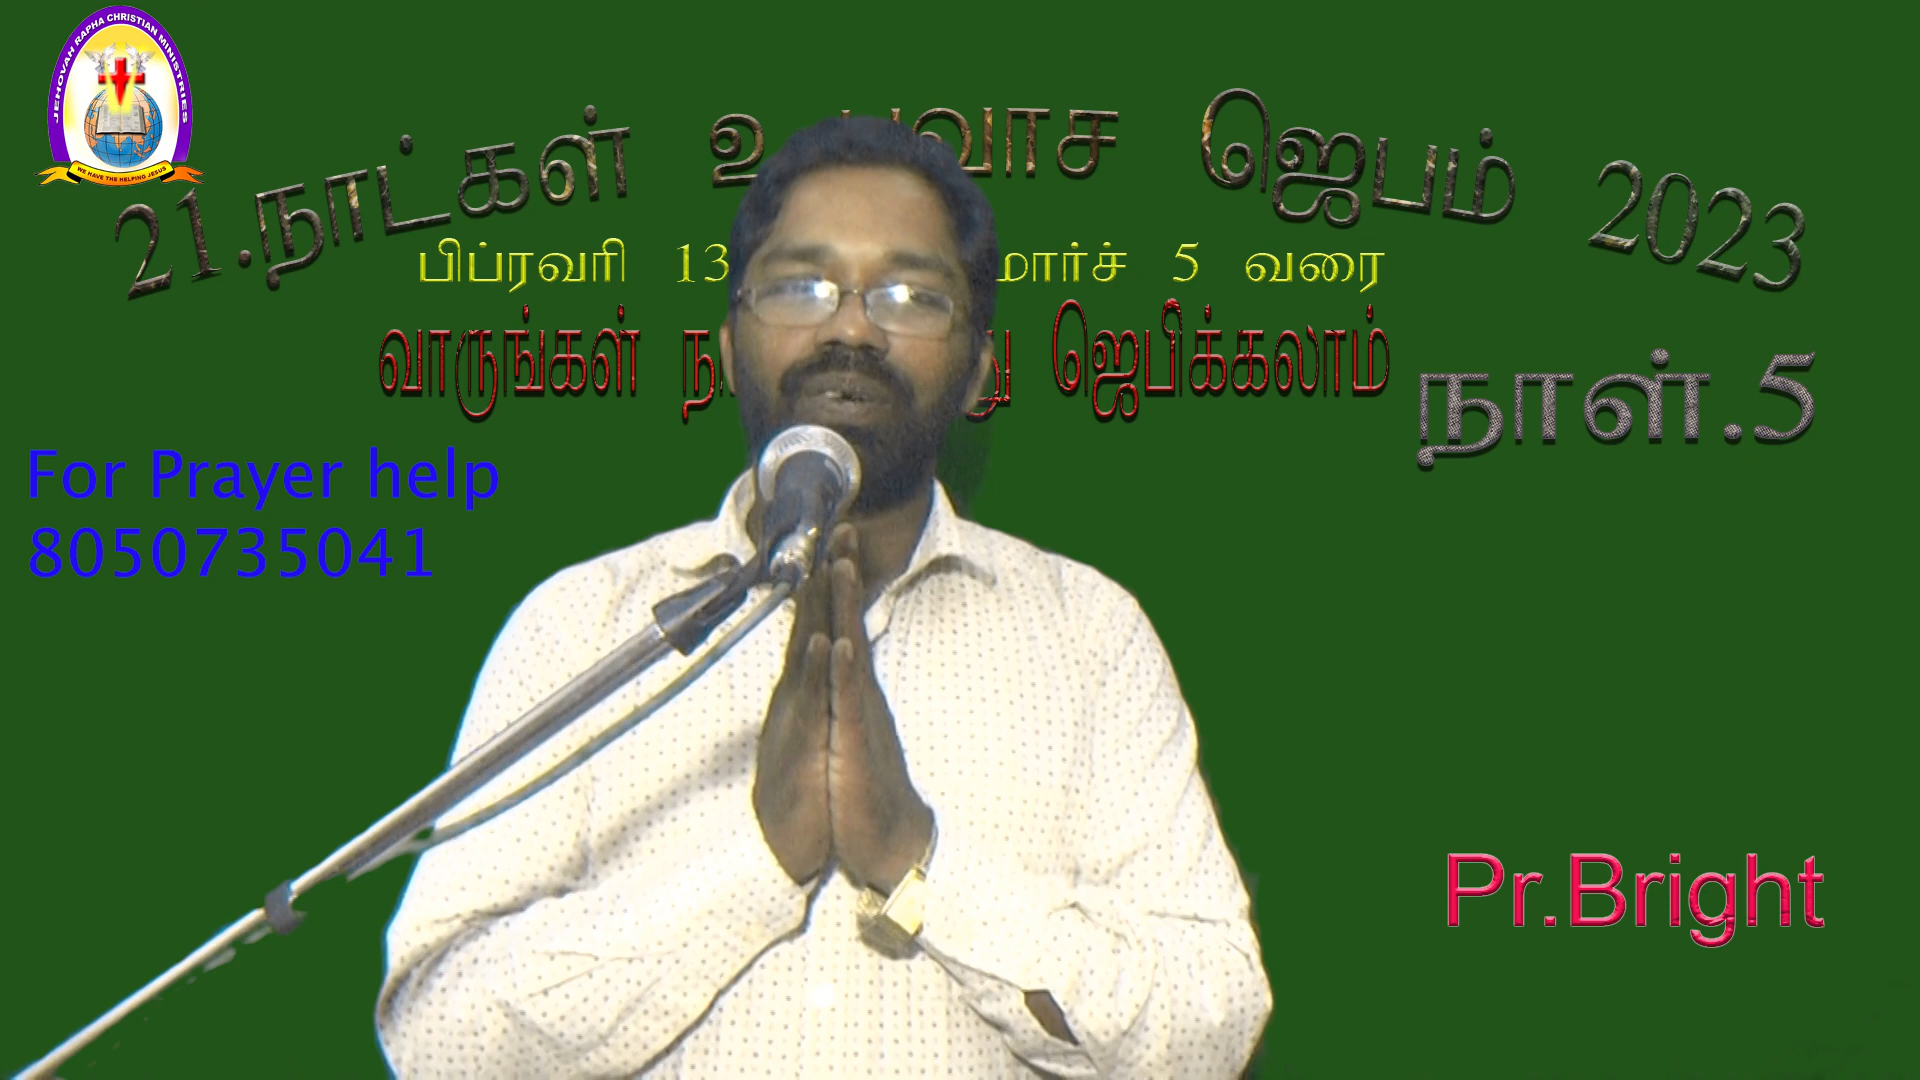 JEHOVAH RAPHA CHRISTIAN MINISTRIES
WE HAVE THE HELPING JESUS
21.நாட்கள் ஜெபம் 2023
பிப்ரவரி 13 மார்ச் 5 வரை
வாருங்கள் ஜெபிக்கலாம்
நாள்.5
For Prayer help
8050735041
Pr.Bright